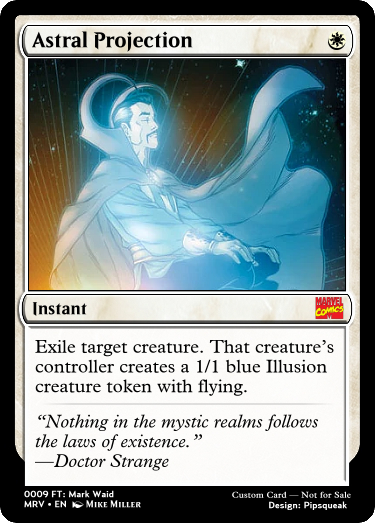 Astral Projection
Instant
MARVEL
COMICS
Exile target creature. That creature's
controller creates a 1/1 blue Illusion
creature token with flying.
“Nothing in the mystic realms follows
the laws of existence.”
—Doctor Strange
0009 FT: Mark Waid
MRV • EN Mike Miller
Custom Card — Not for Sale
Design: Pipsqueak